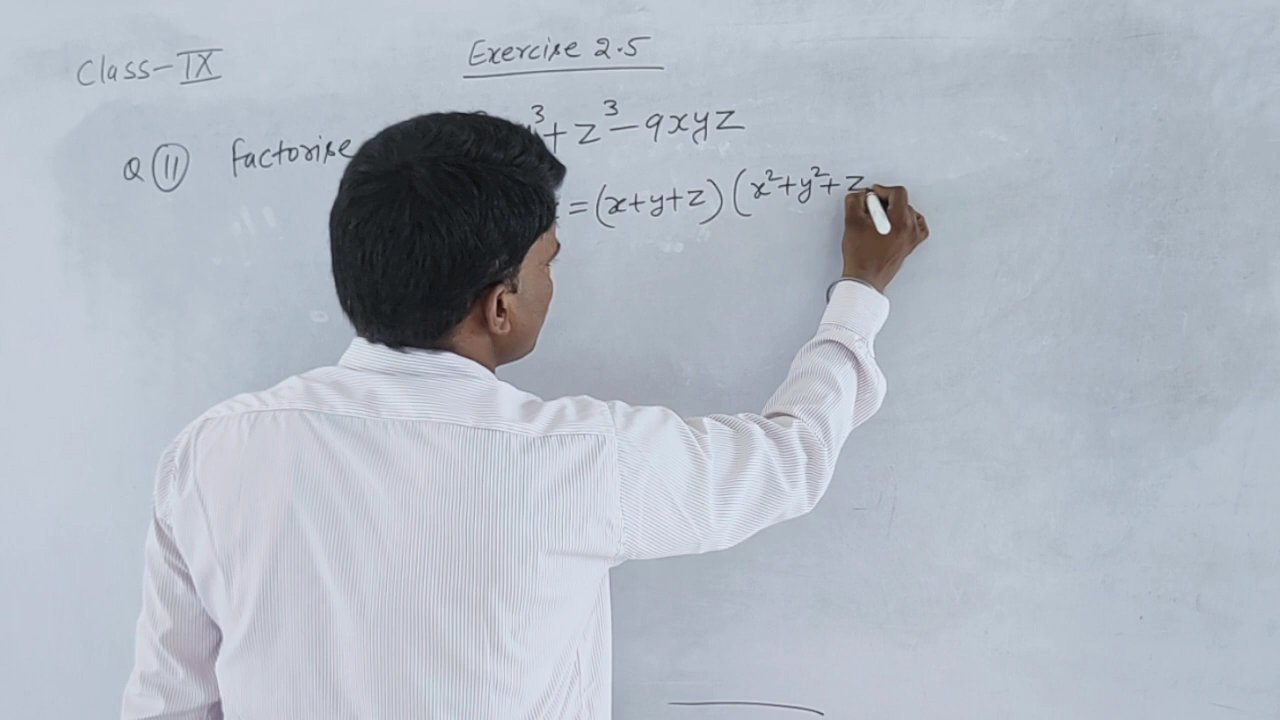 Class-IX
Exercise 2.5
Q 11 factorise ³+z³-9xyz
=(x+y+z)(x²+y²+z